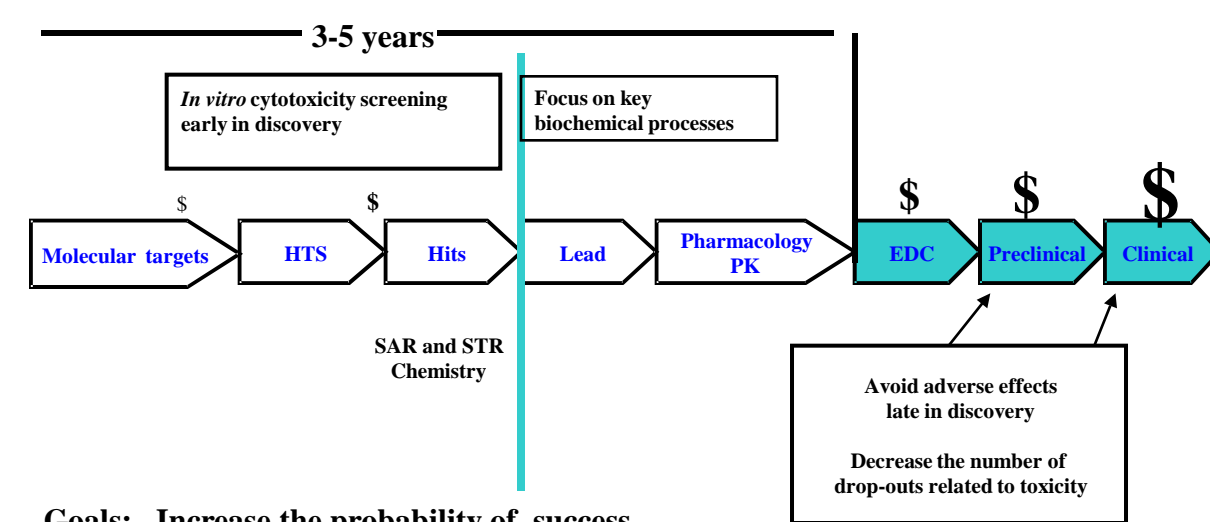 3-5 years
In vitro cytotoxicity screening
early in discovery
Focus on key
biochemical processes
$
$
$
$
$
Molecular targets
HTS
Hits
Lead
Pharmacology
PK
EDC
Preclinical
Clinical
SAR and STR
Chemistry
Avoid adverse effects
late in discovery
Decrease the number of
drop-outs related to toxicity
Goals: Increase the probability of success